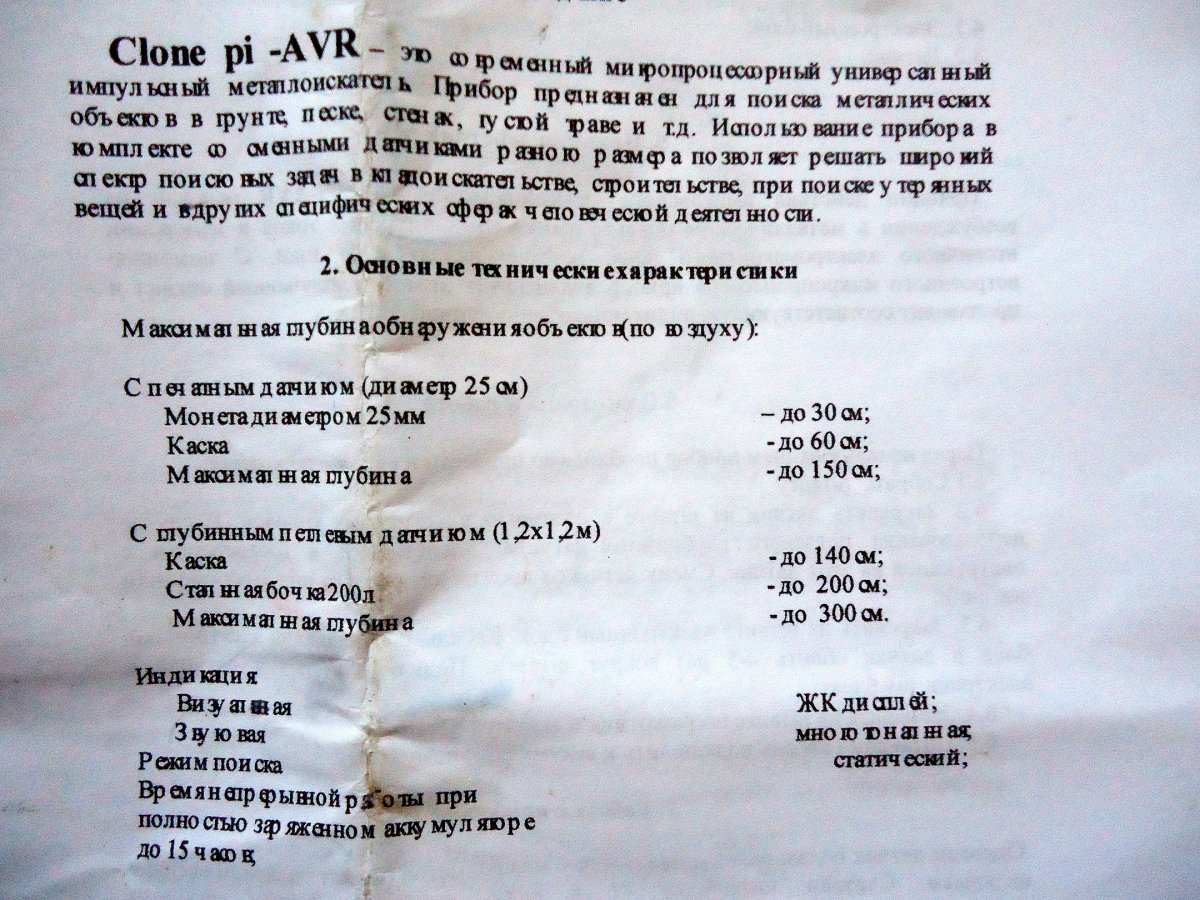 Clone pi -AVR – это современный микропроцессорный универсальный
импульсный металлоискатель. Прибор предназначен для поиска металлических
объектов в грунте, песке, стенах, густой траве и т.д. Использование прибора в
комплекте со сменными датчиками разного размера позволяет решать широкий
спектр поисковых задач в кладоискательстве, строительстве, при поиске утерянных
вещей и в других специфических сферах человеческой деятельности.
2. Основные технические характеристики
Максимальная глубина обнаружения объектов (по воздуху):
С печатным датчиком (диаметр 25 см)
Монета диаметром 25 мм – до 30 см;
Каска - до 60 см;
Максимальная глубина - до 150 см;
С глубинным петлевым датчиком (1,2х1,2м)
Каска - до 140 см;
Стальная бочка 200л - до 200 см;
Максимальная глубина - до 300 см.
Индикация
Визуальная ЖК дисплей;
Звуковая многотональная;
Режим поиска статический;
Время непрерывной работы при
полностью заряженном аккумуляторе
до 15 часов;